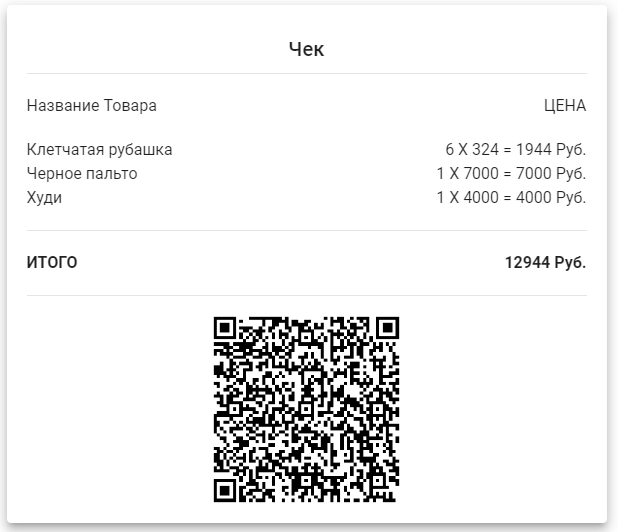 Чек
Название Товара ЦЕНА
Клетчатая рубашка 6 X 324 = 1944 Руб.
Черное пальто 1 X 7000 = 7000 Руб.
Худи 1 X 4000 = 4000 Руб.
ИТОГО 12944 Руб.